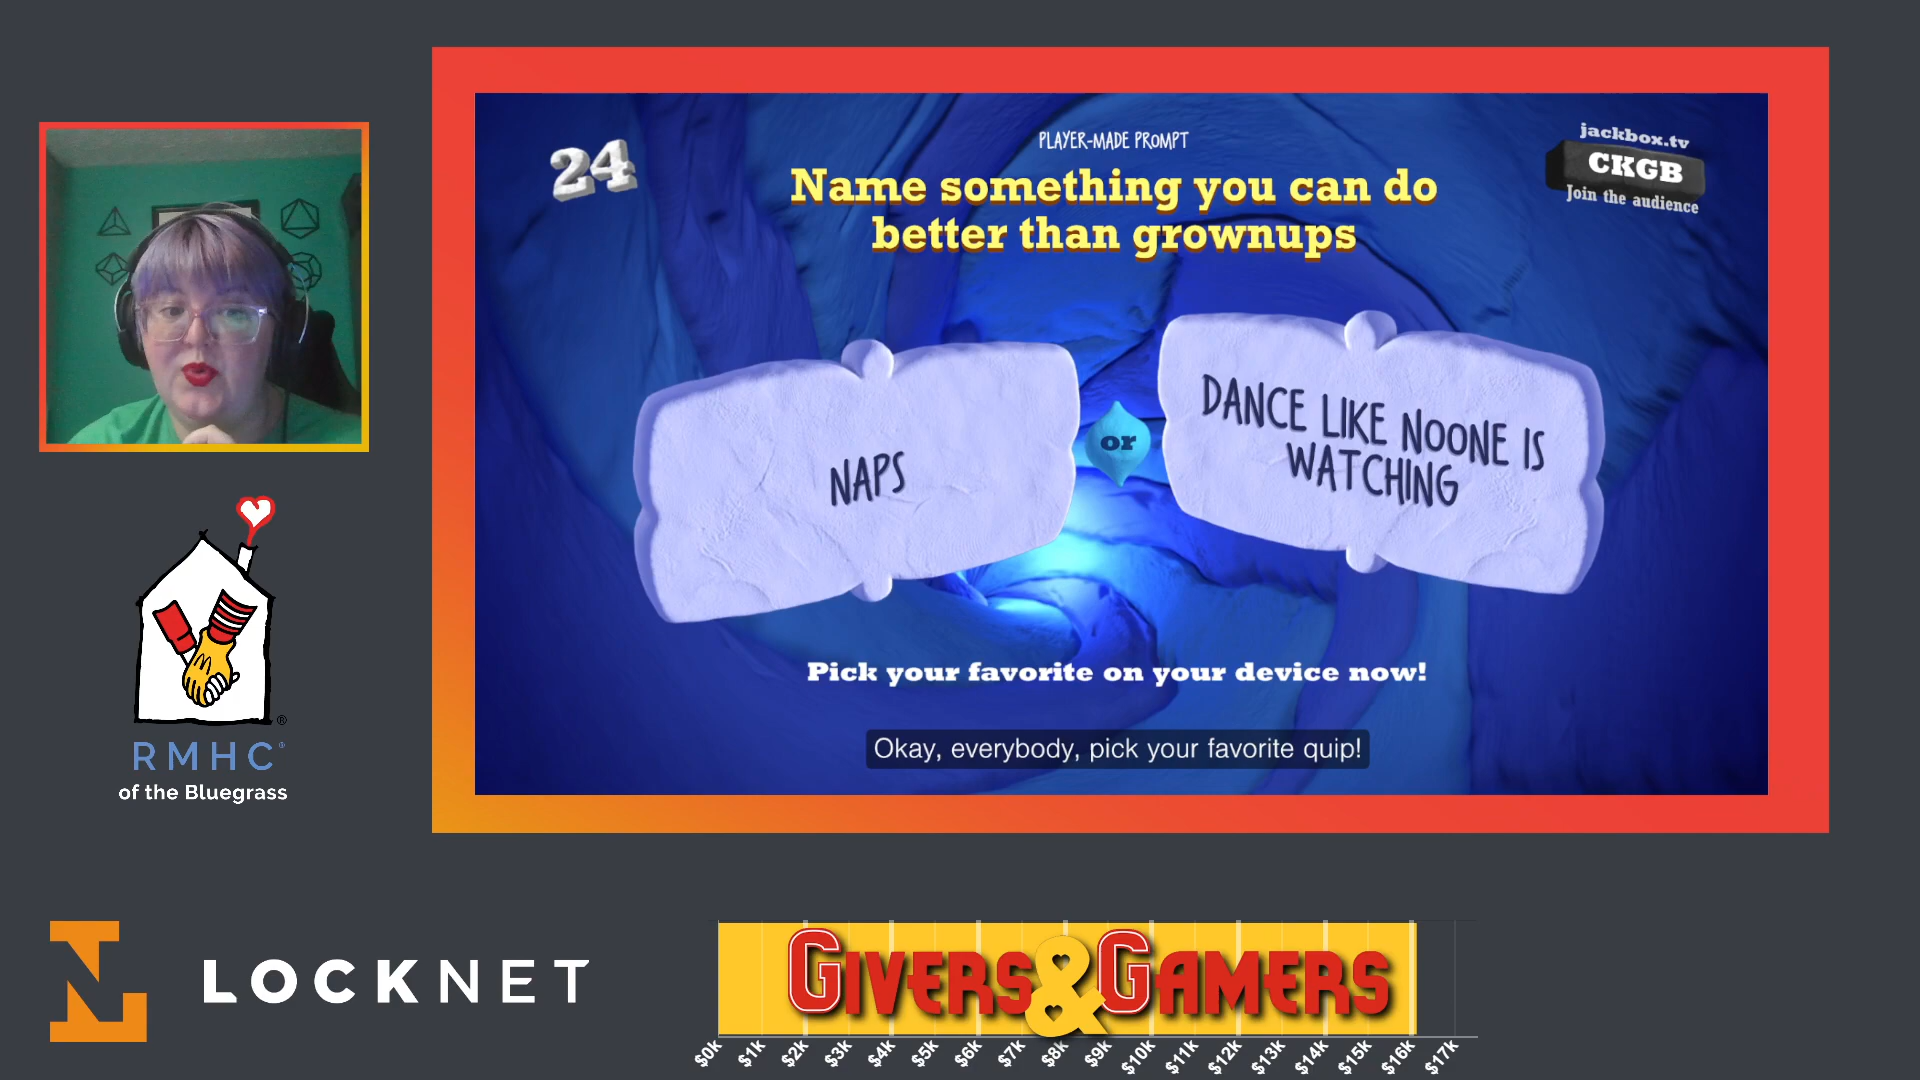 24
PLAYER-MADE PROMPT
Name something you can do
better than grownups
jackbox.tv
CKGB
Join the audience
NAPS
or
DANCE LIKE NOONE IS
WATCHING
Pick your favorite on your device now!
Okay, everybody, pick your favorite quip!
RMHC®
of the Bluegrass
LOCKNET
GIVERS & GAMERS
$0k $1k $2k $3k $4k $5k $6k $7k $8k $9k $10k $11k $12k $13k $14k $15k $16k $17k